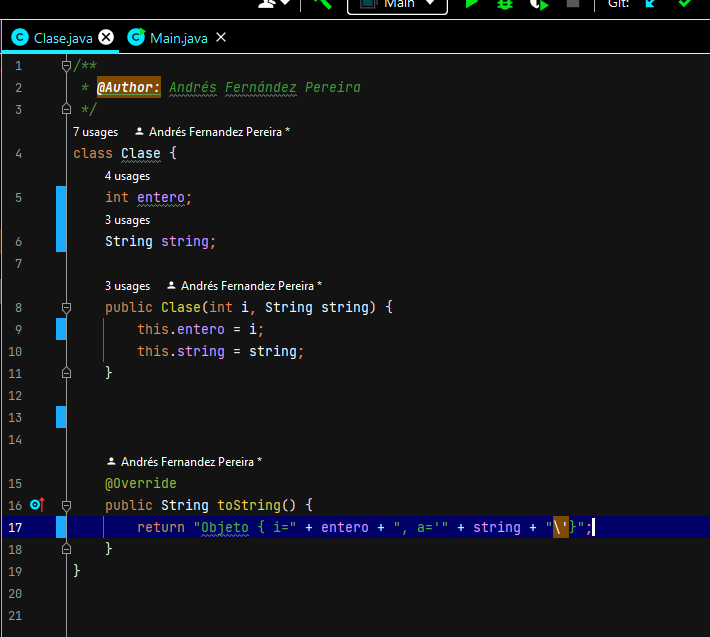 Main Git:
Clase.java Main.java
1 /**
2 * @Author: Andrés Fernández Pereira
3 */
7 usages Andrés Fernandez Pereira *
4 class Clase {
4 usages
5 int entero;
3 usages
6 String string;
7
3 usages Andrés Fernandez Pereira *
8 public Clase(int i, String string) {
9 this.entero = i;
10 this.string = string;
11 }
12
13
14
Andrés Fernandez Pereira *
15 @Override
16 public String toString() {
17 return "Objeto { i=" + entero + ", a='" + string + "\'}";
18 }
19 }
20
21